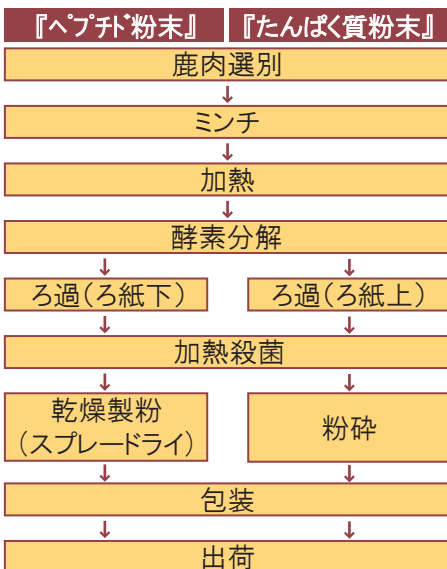 『ペプチド粉末』 『たんぱく質粉末』
鹿肉選別
↓
ミンチ
↓
加熱
↓
酵素分解
↓ ↓
ろ過（ろ紙下） ろ過（ろ紙上）
↓ ↓
加熱殺菌
↓ ↓
乾燥製粉
（スプレードライ） 粉砕
↓ ↓
包装
↓ ↓
出荷